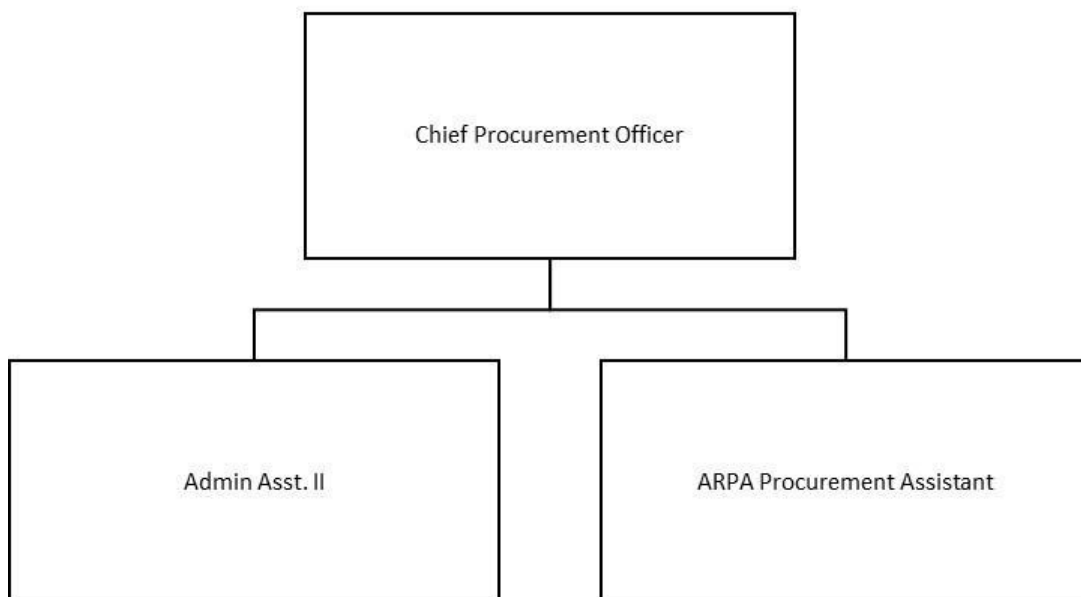 Chief Procurement Officer
Admin Asst. II
ARPA Procurement Assistant